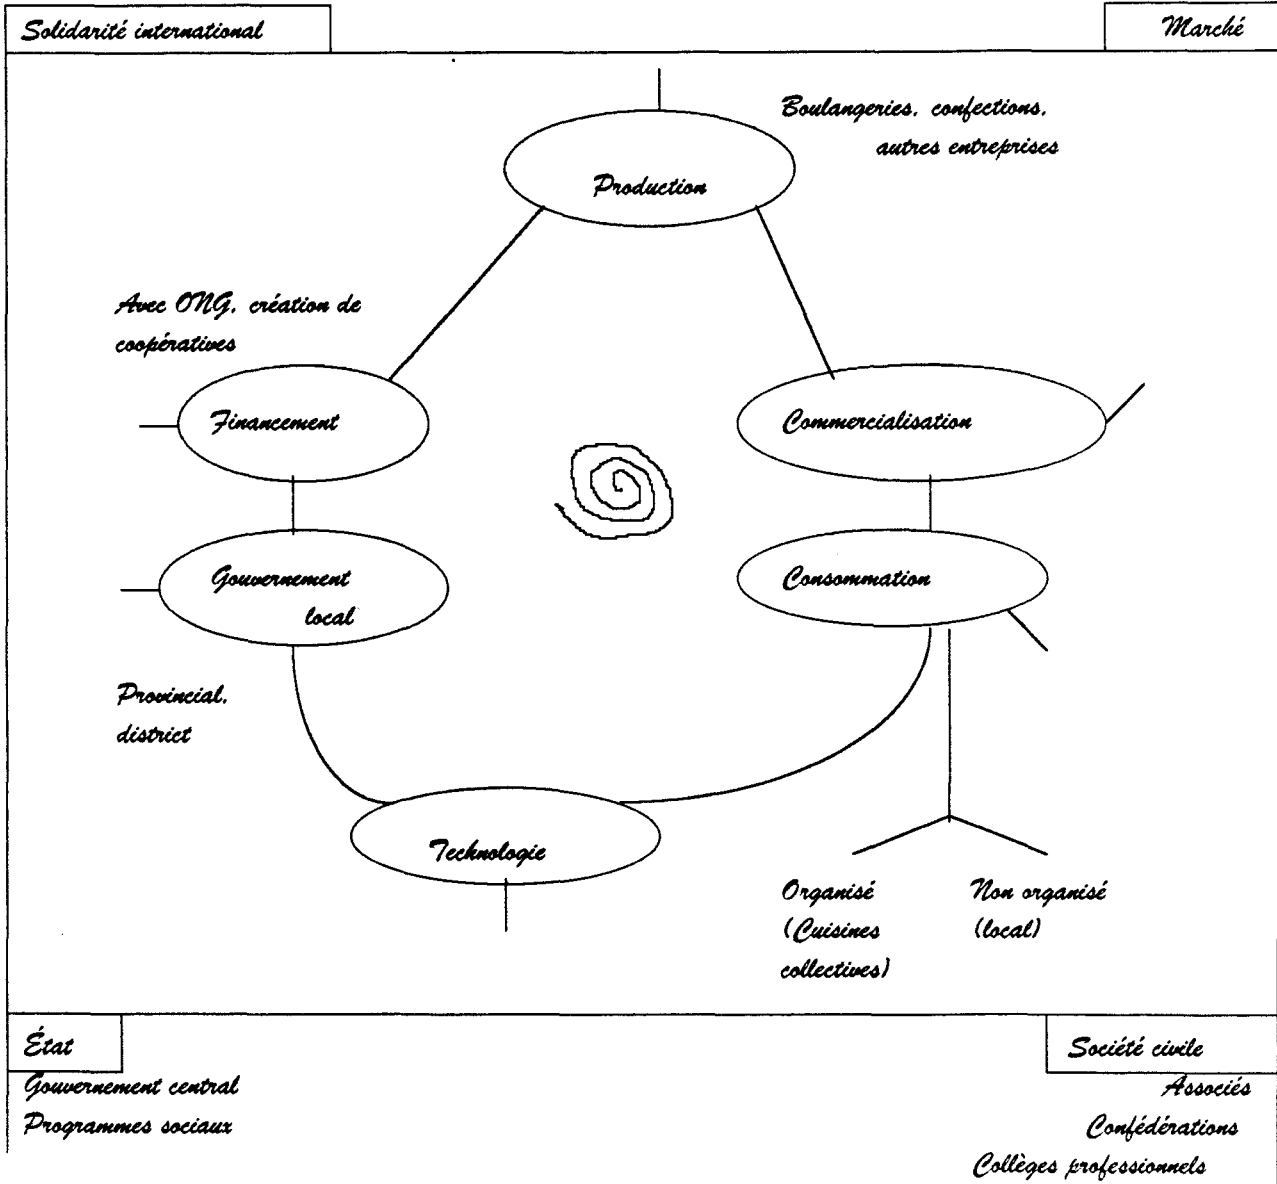 Solidarité international
Marché
Boulangeries, confections,
autres entreprises
Production
Avec ONG, création de
coopératives
Financement
Commercialisation
Gouvernement
local
Consommation
Provincial,
district
Technologie
Organisé
(Cuisines
collectives)
Non organisé
(local)
État
Gouvernement central
Programmes sociaux
Société civile
Associés
Confédérations
Collèges professionnels